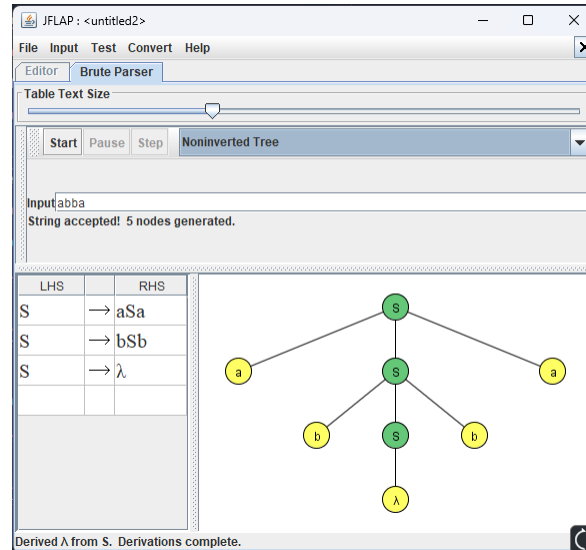 JFLAP : <untitled2>
File Input Test Convert Help
Editor Brute Parser
Table Text Size
Start Pause Step Noninverted Tree
Input abba
String accepted! 5 nodes generated.
LHS RHS
S → aSa
S → bSb
S → λ
S
a S a
b S b
λ
Derived λ from S. Derivations complete.